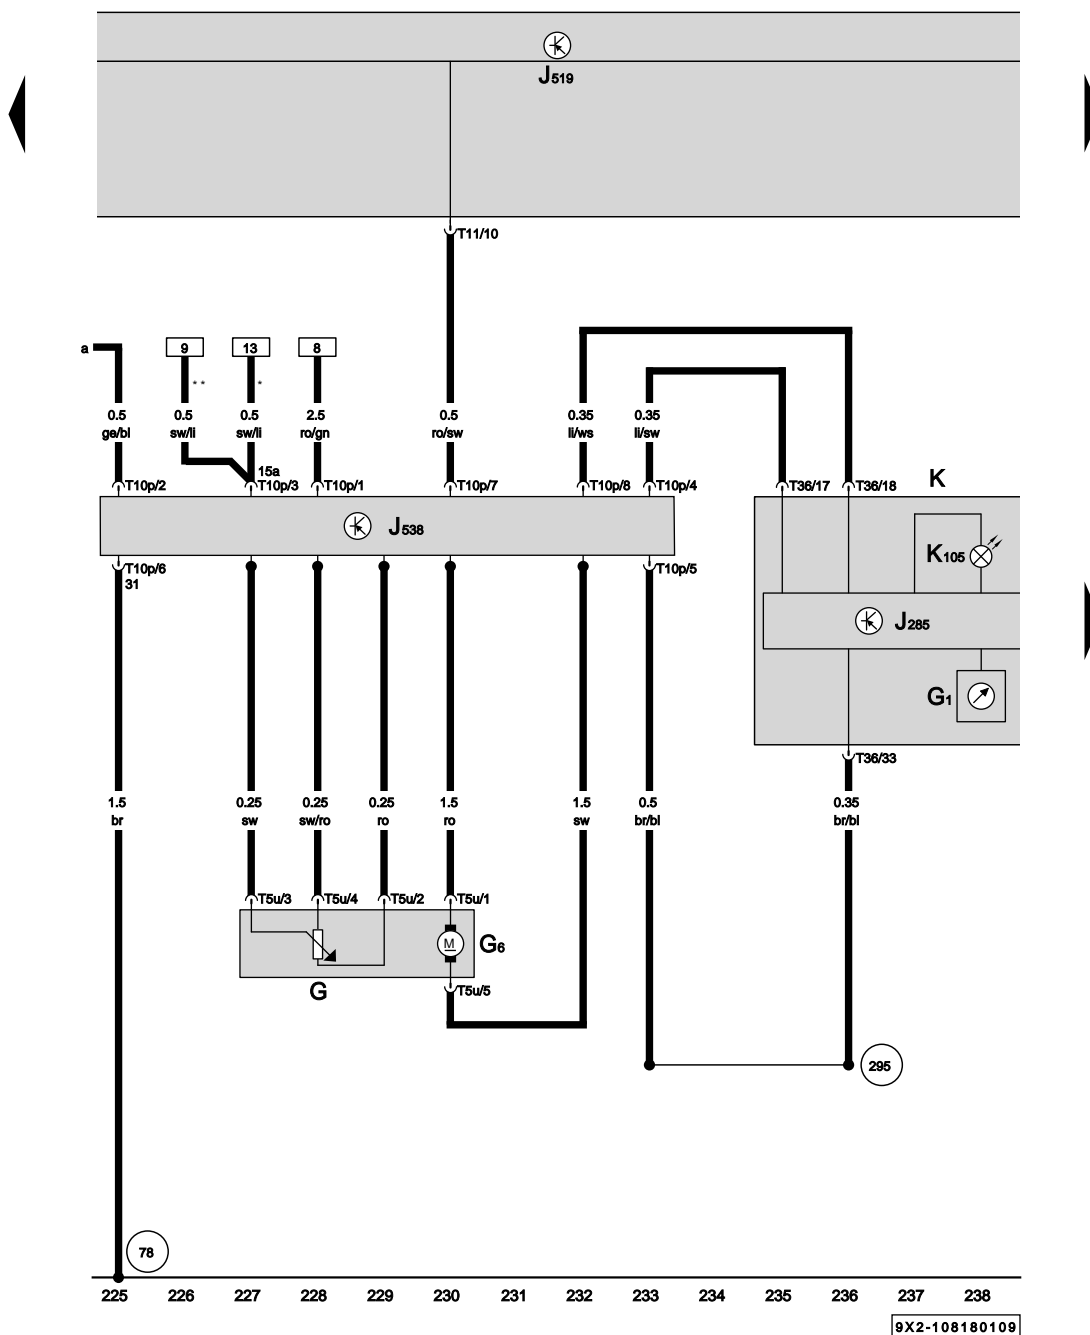 J519
T11/10
a
9
13
8
* *
*
0.5
ge/bl
0.5
sw/li
0.5
sw/li
2.5
ro/gn
0.5
ro/sw
0.35
li/ws
0.35
li/sw
15a
T10p/2
T10p/3
T10p/1
T10p/7
T10p/8
T10p/4
T36/17
T36/18
K
J538
K105
T10p/6
31
T10p/5
J285
G1
T36/33
1.5
br
0.25
sw
0.25
sw/ro
0.25
ro
1.5
ro
1.5
sw
0.5
br/bl
0.35
br/bl
T5u/3
T5u/4
T5u/2
T5u/1
M
G6
G
T5u/5
295
78
225 226 227 228 229 230 231 232 233 234 235 236 237 238
9X2-108180109